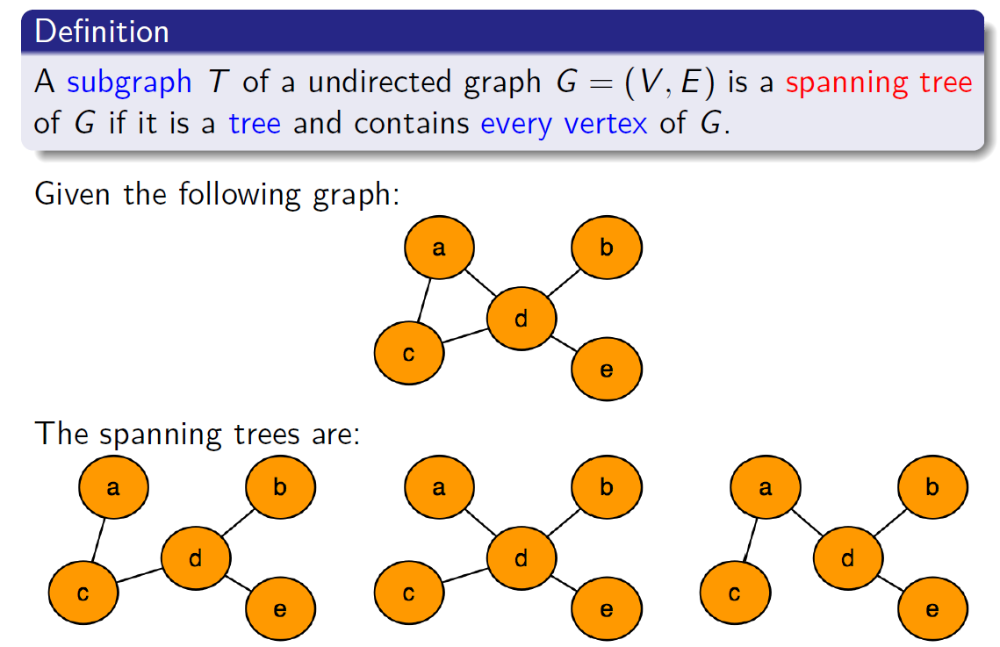 Definition
A subgraph T of a undirected graph G = (V, E) is a spanning tree
of G if it is a tree and contains every vertex of G.
Given the following graph:
a
b
d
c
e
The spanning trees are:
a
b
d
c
e
a
b
d
c
e
a
b
d
c
e